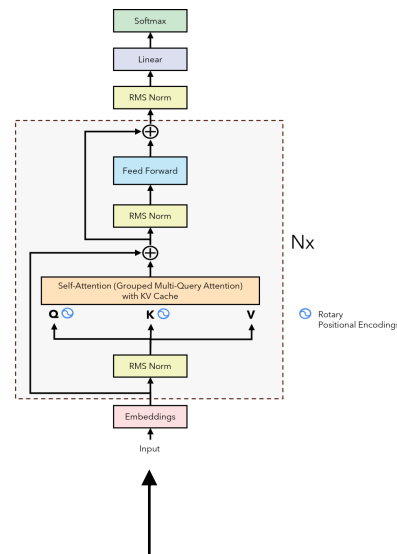 Softmax
Linear
RMS Norm
Feed Forward
RMS Norm
Nx
Self-Attention (Grouped Multi-Query Attention)
with KV Cache
Q K V
Rotary
Positional Encodings
RMS Norm
Embeddings
Input